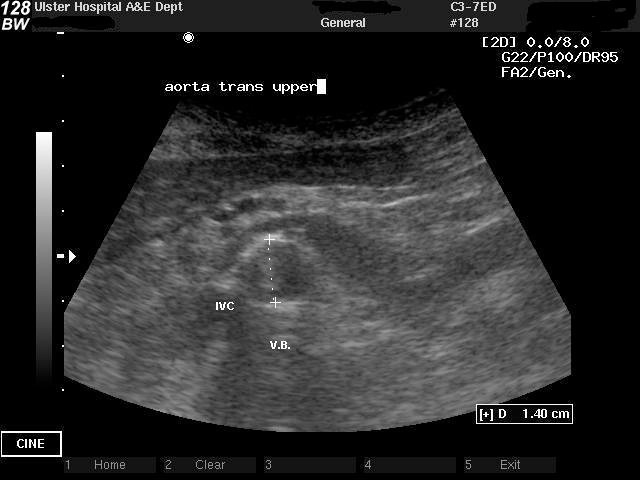 128 Ulster Hospital A&E Dept C3-7ED
BW General #128
[2D] 0.0/8.0
G22/P100/DR95
FA2/Gen.
aorta trans upper
IVC
V.B.
[+] D 1.40 cm
CINE
1 Home 2 Clear 3 4 5 Exit